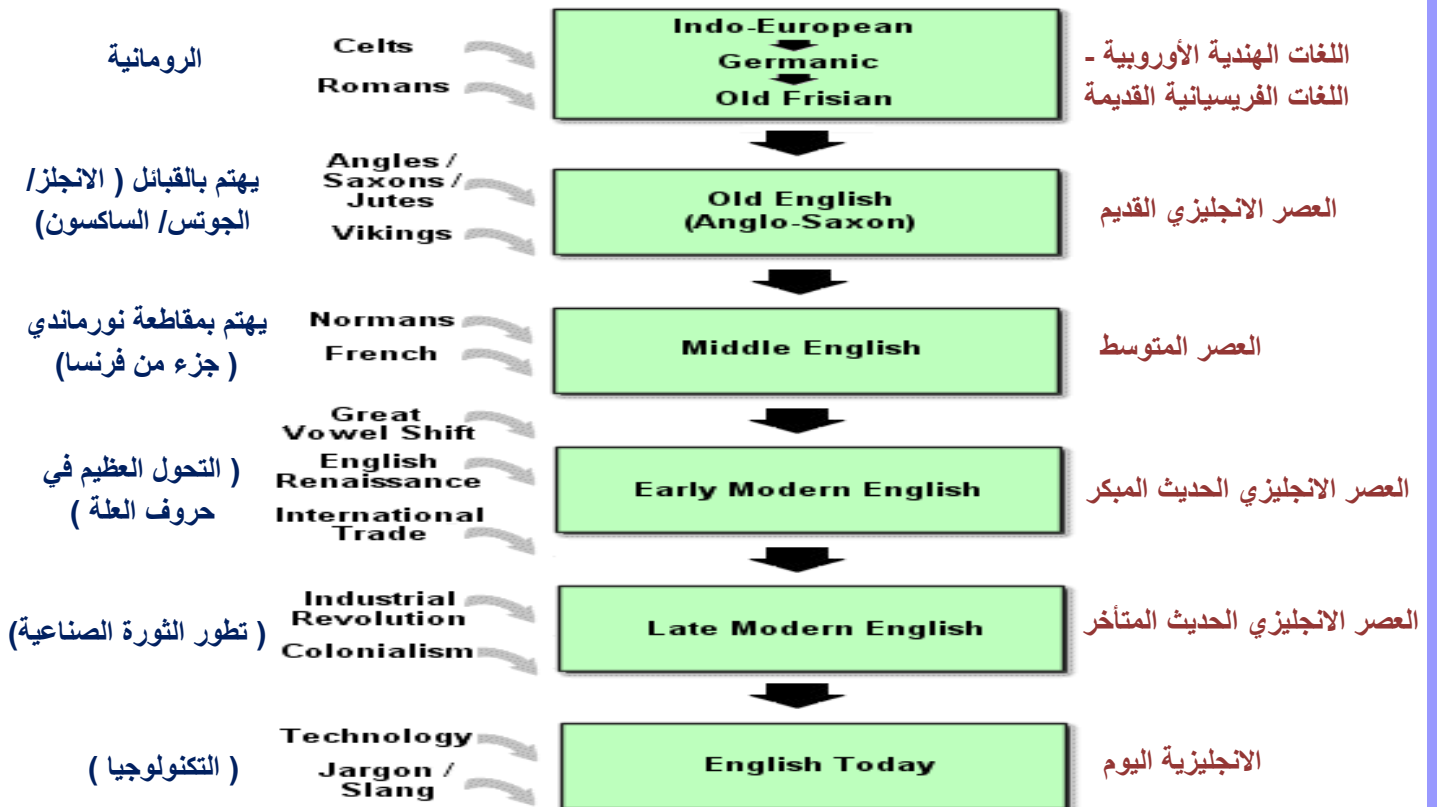 Indo-European
Germanic
Old Frisian
Celts
Romans
الرومانية
اللغات الهندية الأوروبية -
اللغات الفريسيانية القديمة
Angles /
Saxons /
Jutes
Vikings
يهتم بالقبائل ( الانجلز/
الجوتس/ الساكسون)
Old English
(Anglo-Saxon)
العصر الانجليزي القديم
Normans
French
يهتم بمقاطعة نورماندي
( جزء من فرنسا)
Middle English
العصر المتوسط
Great
Vowel Shift
English
Renaissance
International
Trade
( التحول العظيم في
حروف العلة )
Early Modern English
العصر الانجليزي الحديث المبكر
Industrial
Revolution
Colonialism
( تطور الثورة الصناعية)
Late Modern English
العصر الانجليزي الحديث المتأخر
Technology
Jargon /
Slang
( التكنولوجيا )
English Today
الانجليزية اليوم